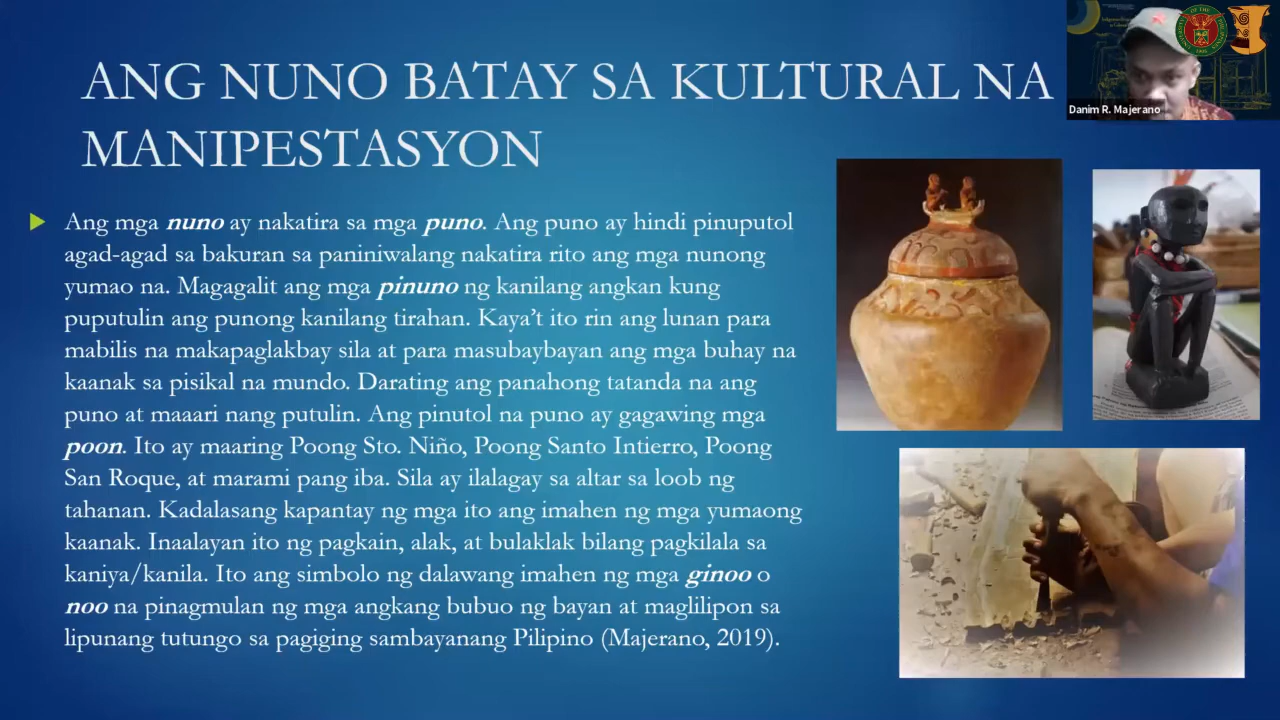 ANG NUNO BATAY SA KULTURAL NA
MANIPESTASYON
Danim R. Majerano
Ang mga nuno ay nakatira sa mga puno. Ang puno ay hindi pinuputol
agad-agad sa bakuran sa paniniwalang nakatira rito ang mga nunong
yumao na. Magagalit ang mga pinuno ng kanilang angkan kung
puputulin ang punong kanilang tirahan. Kaya’t ito rin ang lunan para
mabilis na makapaglakbay sila at para masubaybayan ang mga buhay na
kaanak sa pisikal na mundo. Darating ang panahong tatanda na ang
puno at maaari nang putulin. Ang pinutol na puno ay gagawing mga
poon. Ito ay maaring Poong Sto. Niño, Poong Santo Intierro, Poong
San Roque, at marami pang iba. Sila ay ilalagay sa altar sa loob ng
tahanan. Kadalasang kapantay ng mga ito ang imahen ng mga yumaong
kaanak. Inaalayan ito ng pagkain, alak, at bulaklak bilang pagkilala sa
kaniya/kanila. Ito ang simbolo ng dalawang imahen ng mga ginoo o
noo na pinagmulan ng mga angkang bubuo ng bayan at maglilipon sa
lipunang tutungo sa pagiging sambayanang Pilipino (Majerano, 2019).